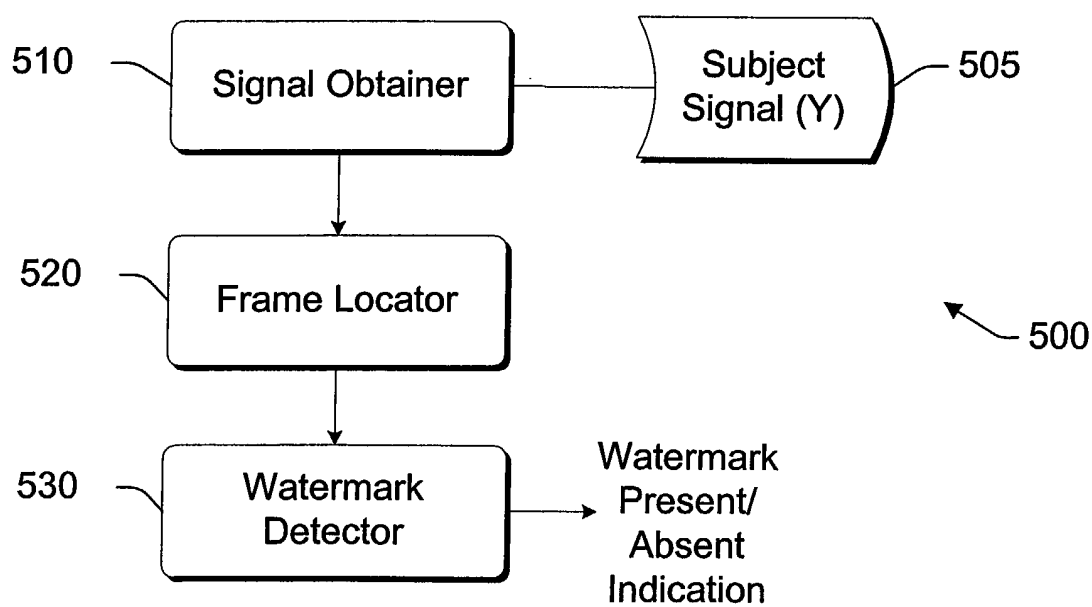 510
Signal Obtainer
Subject
Signal (Y)
505
520
Frame Locator
500
530
Watermark
Detector
Watermark
Present/
Absent
Indication